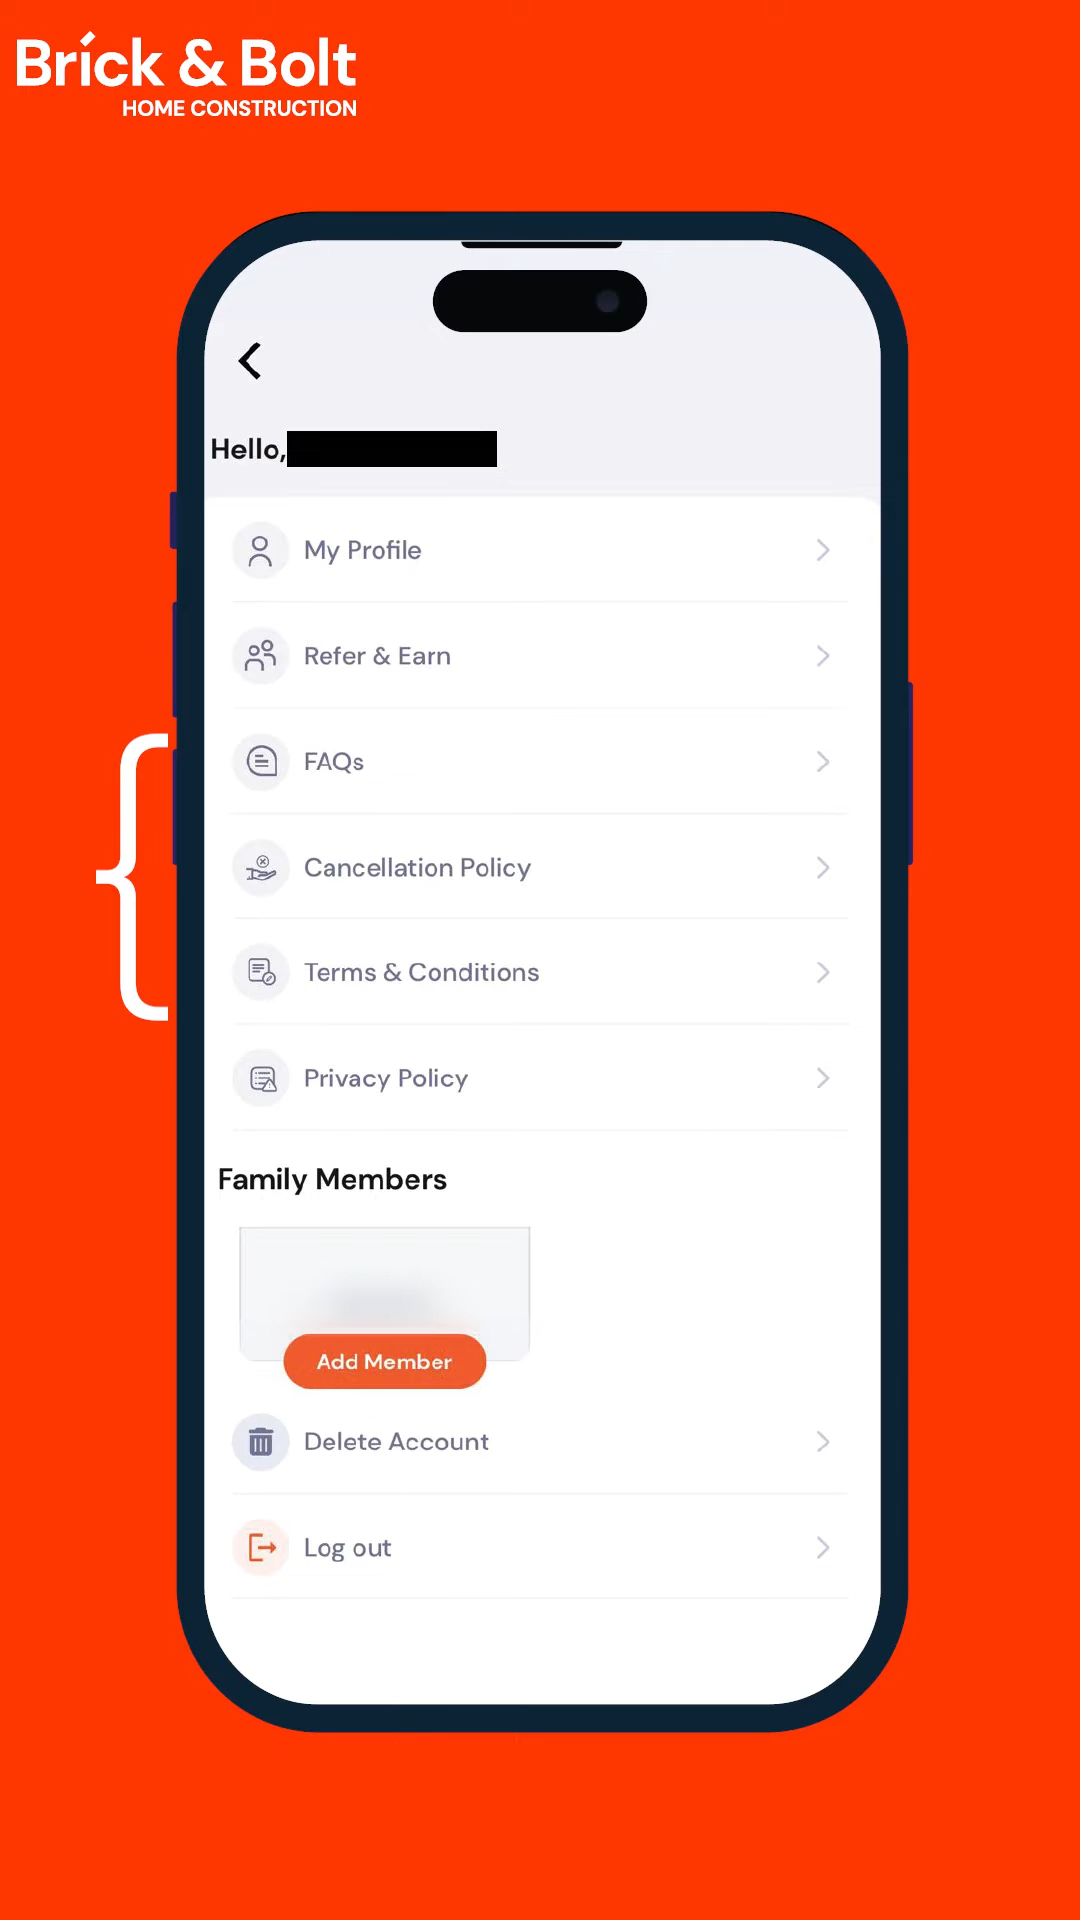 Brick & Bolt
HOME CONSTRUCTION
Hello,
My Profile
Refer & Earn
FAQs
Cancellation Policy
Terms & Conditions
Privacy Policy
Family Members
Add Member
Delete Account
Log out